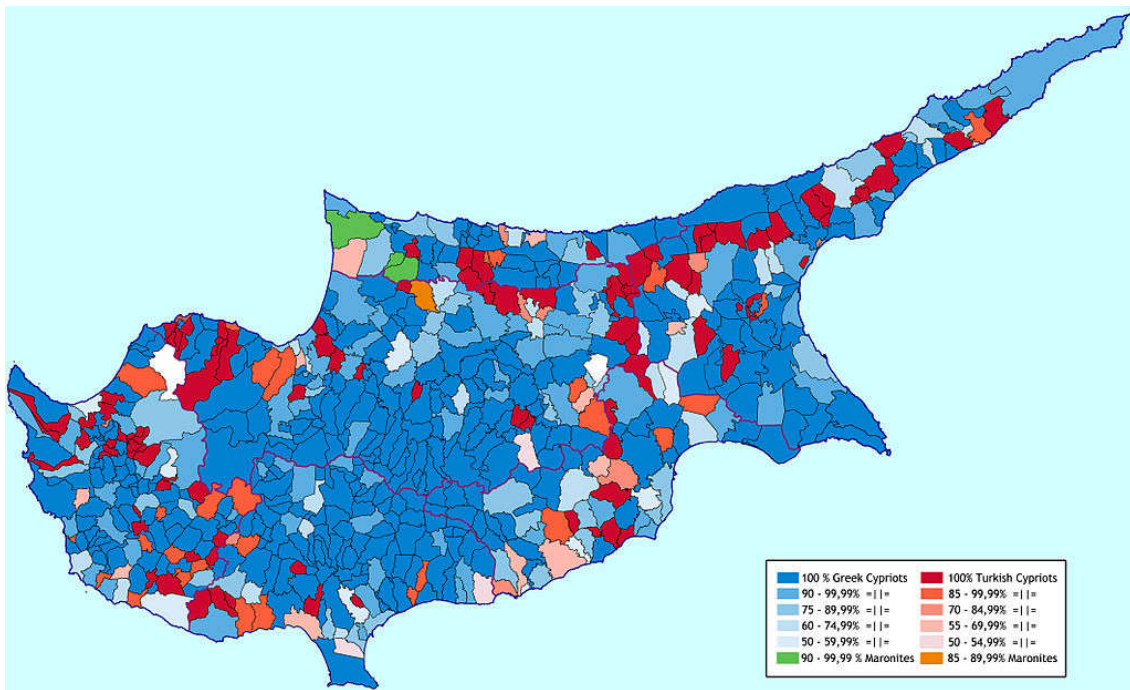 100 % Greek Cypriots
90 - 99,99% =||=
75 - 89,99% =||=
60 - 74,99% =||=
50 - 59,99% =||=
90 - 99,99 % Maronites
100% Turkish Cypriots
85 - 99,99% =||=
70 - 84,99% =||=
55 - 69,99% =||=
50 - 54,99% =||=
85 - 89,99% Maronites